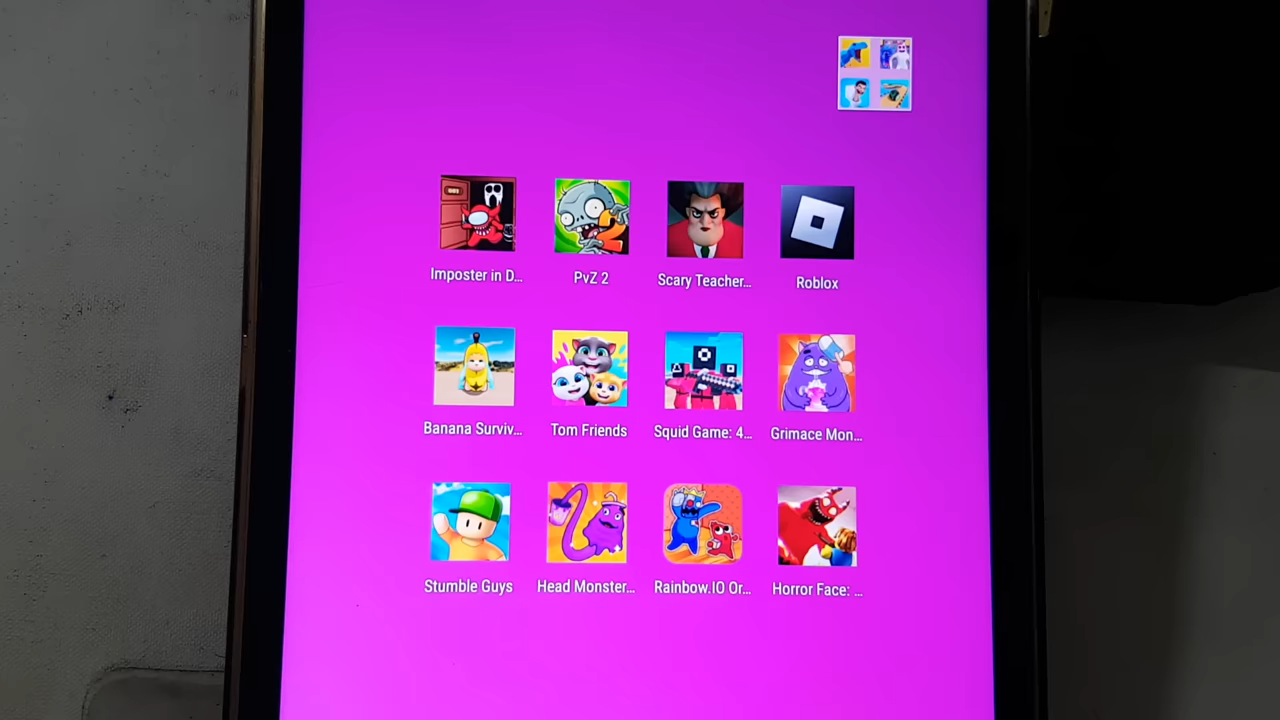 Imposter in D...
PvZ 2
Scary Teacher...
Roblox
Banana Surviv...
Tom Friends
Squid Game: 4...
Grimace Mon...
Stumble Guys
Head Monster...
Rainbow.IO Or...
Horror Face: ...